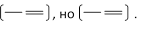 (— =), но (— =) .